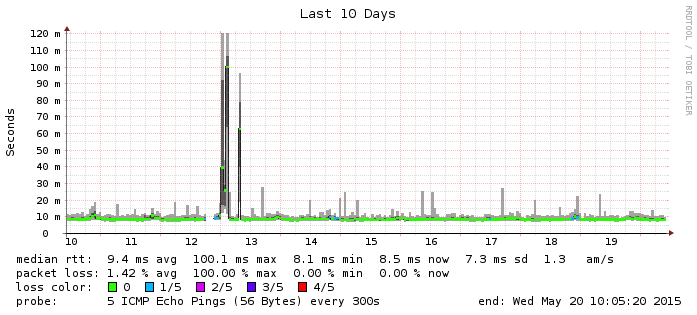 Last 10 Days
RRDTOOL / TOBI OETIKER
Seconds
120 m
110 m
100 m
90 m
80 m
70 m
60 m
50 m
40 m
30 m
20 m
10 m
0
10 11 12 13 14 15 16 17 18 19
median rtt: 9.4 ms avg 100.1 ms max 8.1 ms min 8.5 ms now 7.3 ms sd 1.3 am/s
packet loss: 1.42 % avg 100.00 % max 0.00 % min 0.00 % now
loss color: 0 1/5 2/5 3/5 4/5
probe: 5 ICMP Echo Pings (56 Bytes) every 300s end: Wed May 20 10:05:20 2015